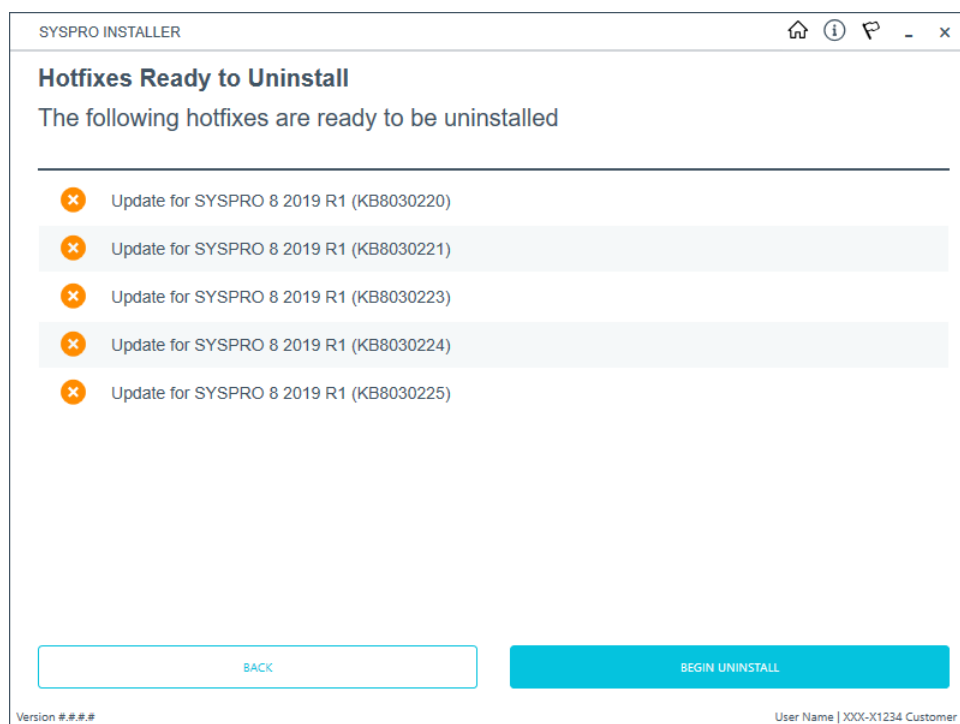 SYSPRO INSTALLER
Hotfixes Ready to Uninstall
The following hotfixes are ready to be uninstalled
Update for SYSPRO 8 2019 R1 (KB8030220)
Update for SYSPRO 8 2019 R1 (KB8030221)
Update for SYSPRO 8 2019 R1 (KB8030223)
Update for SYSPRO 8 2019 R1 (KB8030224)
Update for SYSPRO 8 2019 R1 (KB8030225)
BACK
BEGIN UNINSTALL
Version #.#.#.#
User Name | XXX-X1234 Customer